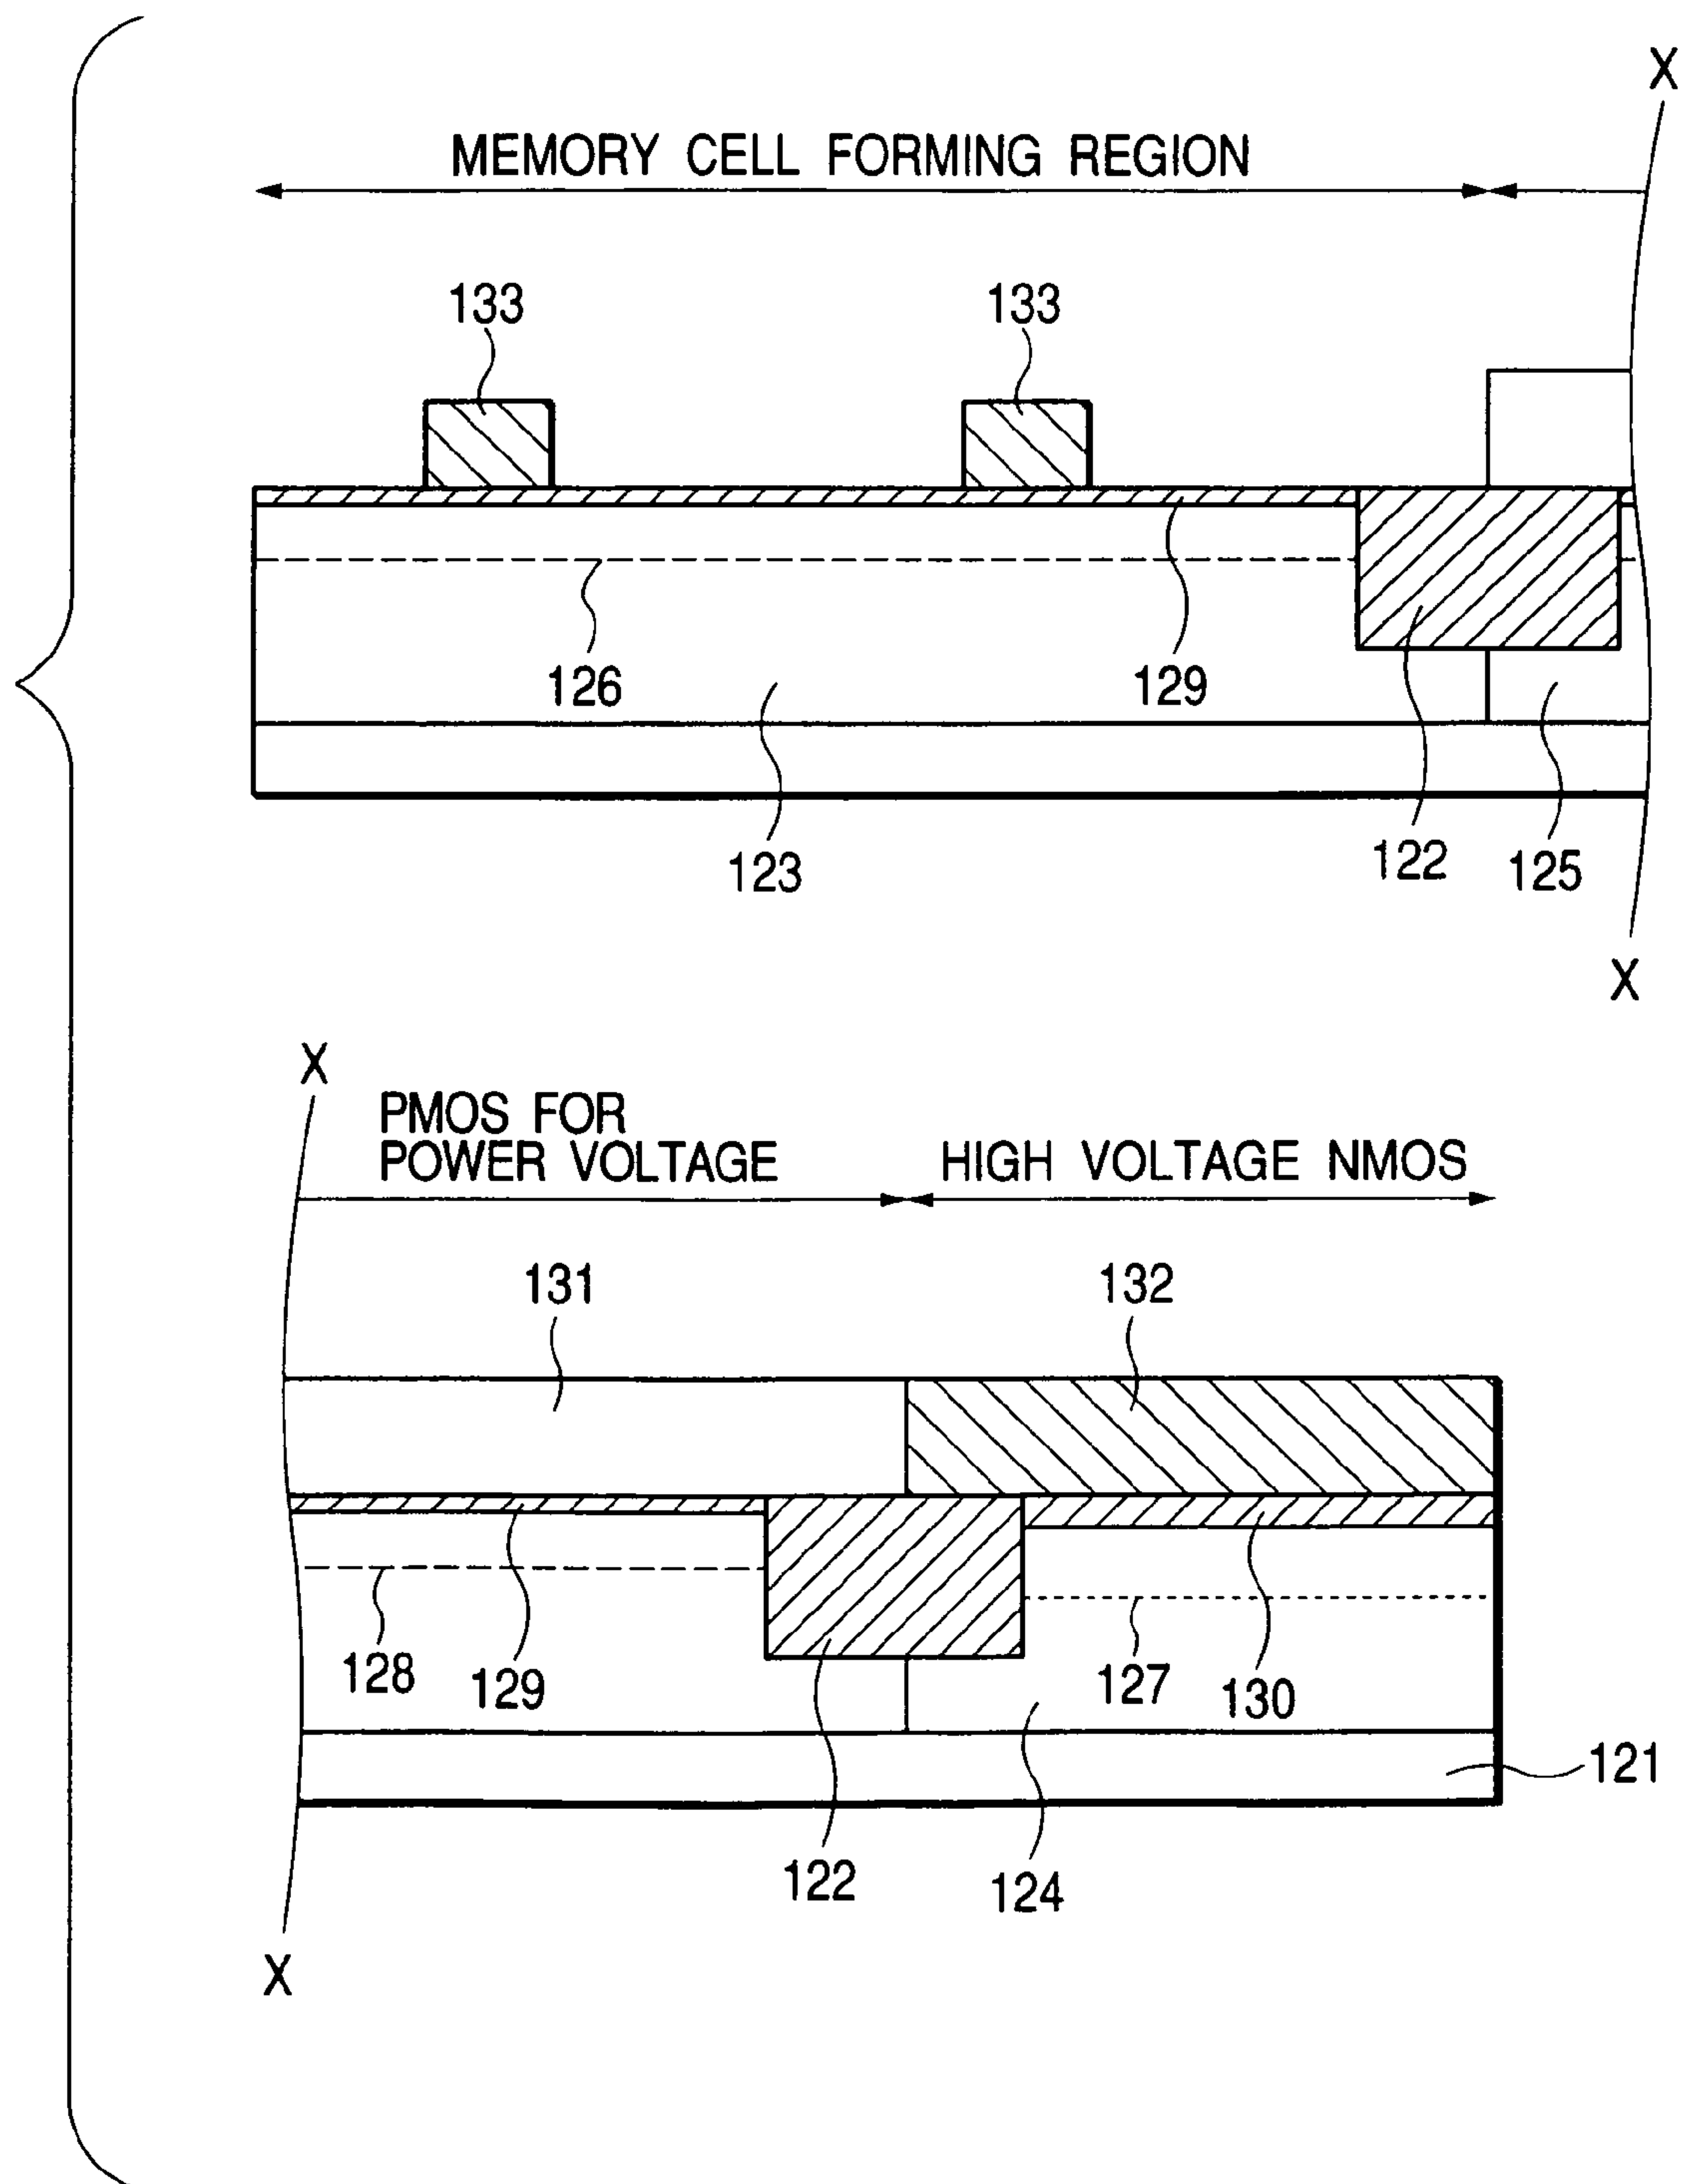 X
MEMORY CELL FORMING REGION
133 133
126 129
123 122 125
X
X
PMOS FOR
POWER VOLTAGE HIGH VOLTAGE NMOS
131 132
128 129 127 130
121
122 124
X